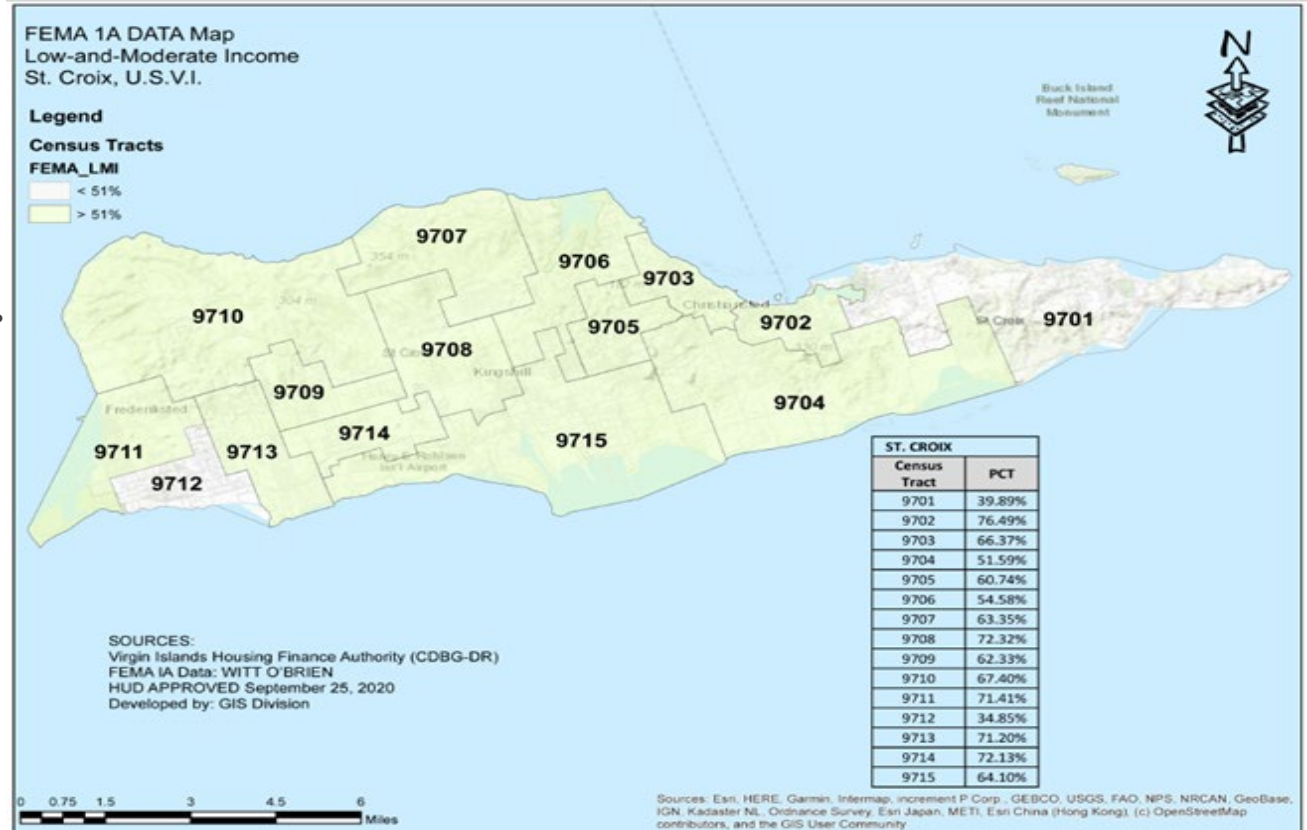 FEMA 1A DATA Map
Low-and-Moderate Income
St. Croix, U.S.V.I.
Legend
Census Tracts
FEMA_LMI
< 51%
> 51%
N
Buck Island
Reef National
Monument
9707
354 m
9706
9703
304 m
9710
Christiansted
9702
9705
St Croix
9701
9708
Kingshill
9709
9704
Frederiksted
9714
9711
9713
9715
Int'l Airport
9712
ST. CROIX
Census
Tract PCT
9701 39.89%
9702 76.49%
9703 66.37%
9704 51.59%
9705 60.74%
9706 54.58%
9707 63.35%
9708 72.32%
9709 62.33%
9710 67.40%
9711 71.41%
9712 34.85%
9713 71.20%
9714 72.13%
9715 64.10%
SOURCES:
Virgin Islands Housing Finance Authority (CDBG-DR)
FEMA IA Data: WITT O'BRIEN
HUD APPROVED September 25, 2020
Developed by: GIS Division
0 0.75 1.5 3 4.5 6
Miles
Sources: Esri, HERE, Garmin, Intermap, increment P Corp., GEBCO, USGS, FAO, NPS, NRCAN, GeoBase,
IGN, Kadaster NL, Ordnance Survey, Esri Japan, METI, Esri China (Hong Kong), (c) OpenStreetMap
contributors, and the GIS User Community